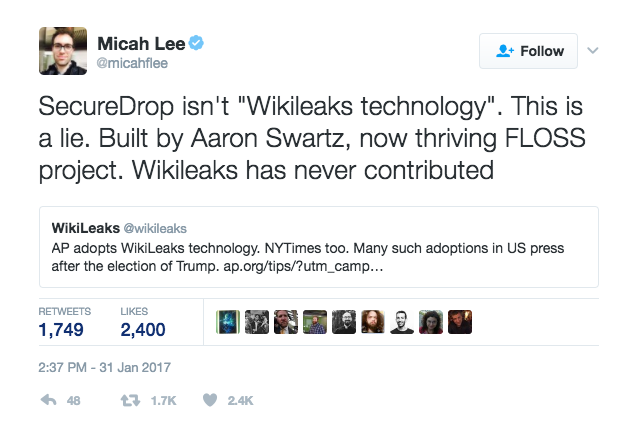 Micah Lee
@micahflee
Follow
SecureDrop isn't "Wikileaks technology". This is
a lie. Built by Aaron Swartz, now thriving FLOSS
project. Wikileaks has never contributed
WikiLeaks @wikileaks
AP adopts WikiLeaks technology. NYTimes too. Many such adoptions in US press
after the election of Trump. ap.org/tips/?utm_camp…
RETWEETS LIKES
1,749 2,400
2:37 PM - 31 Jan 2017
48 1.7K 2.4K